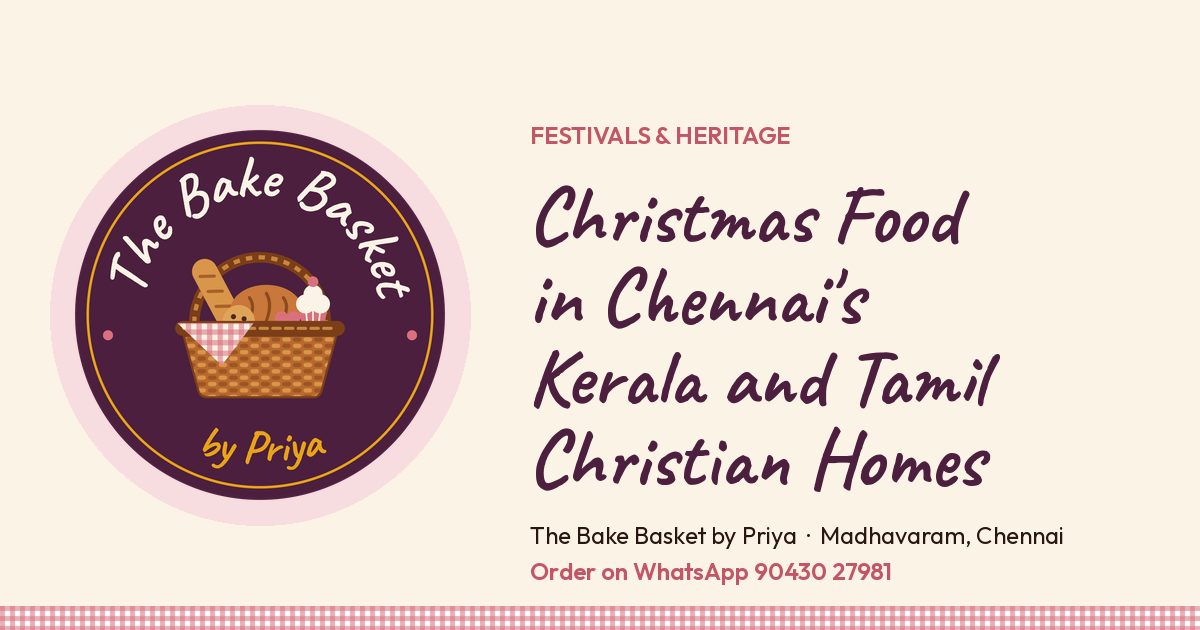 The Bake Basket
by Priya
FESTIVALS & HERITAGE
Christmas Food
in Chennai's
Kerala and Tamil
Christian Homes
The Bake Basket by Priya · Madhavaram, Chennai
Order on WhatsApp 90430 27981